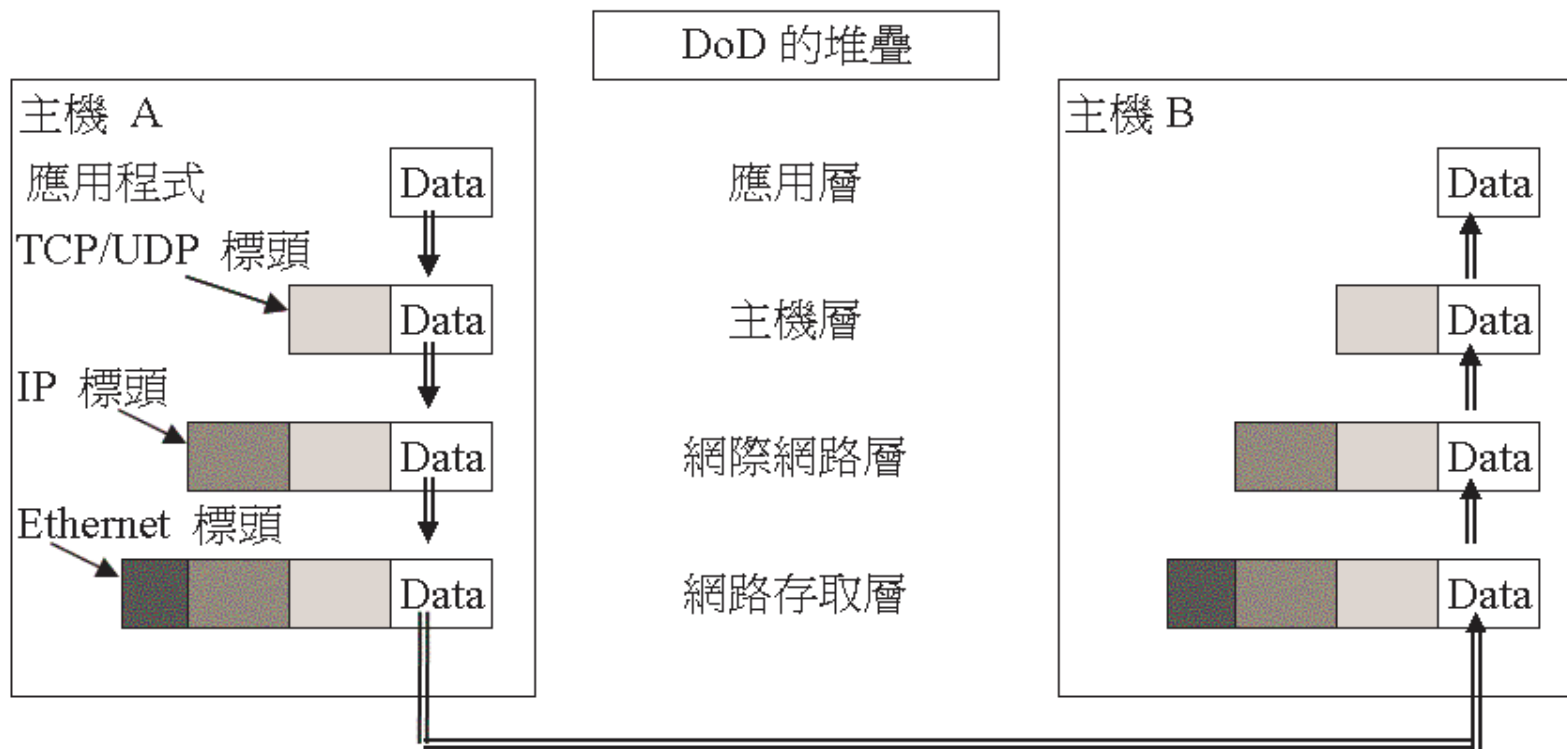 DoD 的堆疊
主機 A
應用程式
Data
TCP/UDP 標頭
Data
IP 標頭
Data
Ethernet 標頭
Data
應用層
主機層
網際網路層
網路存取層
主機 B
Data
Data
Data
Data